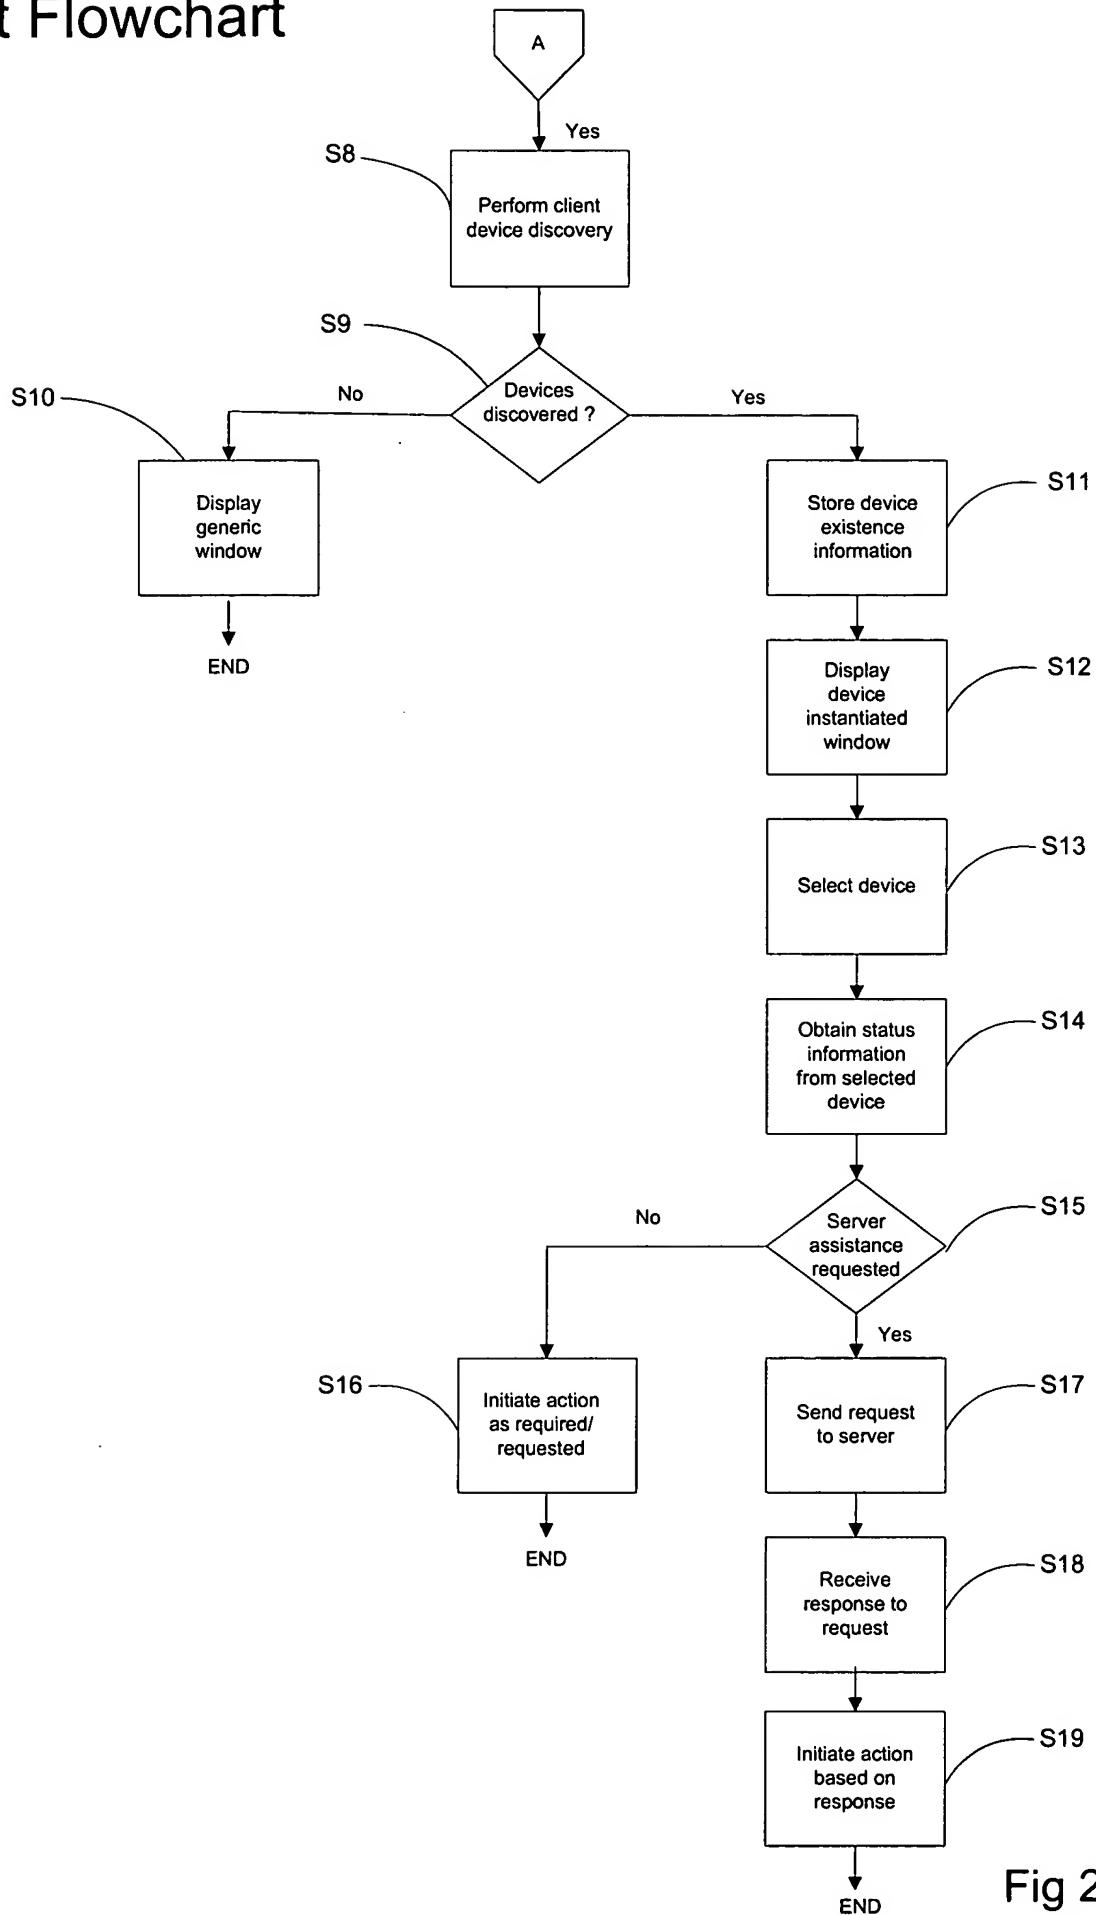 t Flowchart
A
Yes
S8
Perform client
device discovery
S9
Devices
discovered ?
No
Yes
S10
Display
generic
window
END
S11
Store device
existence
information
S12
Display
device
instantiated
window
S13
Select device
S14
Obtain status
information
from selected
device
S15
Server
assistance
requested
No
Yes
S16
Initiate action
as required/
requested
END
S17
Send request
to server
S18
Receive
response to
request
S19
Initiate action
based on
response
END
Fig 2